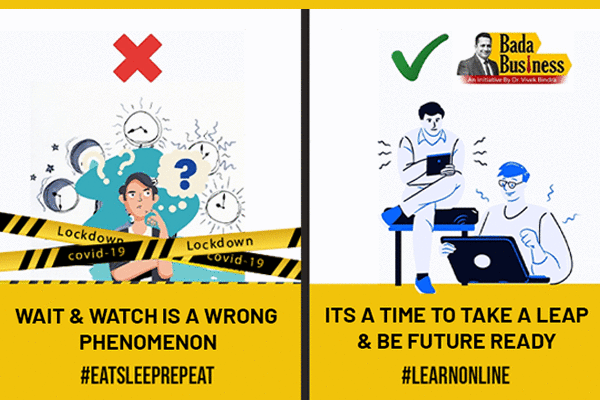 ?
Lockdown
covid-19
Lockdown
covid-19
WAIT & WATCH IS A WRONG
PHENOMENON
#EATSLEEPREPEAT
Bada
Business
An Initiative By Dr. Vivek Bindra
ITS A TIME TO TAKE A LEAP
& BE FUTURE READY
#LEARNONLINE